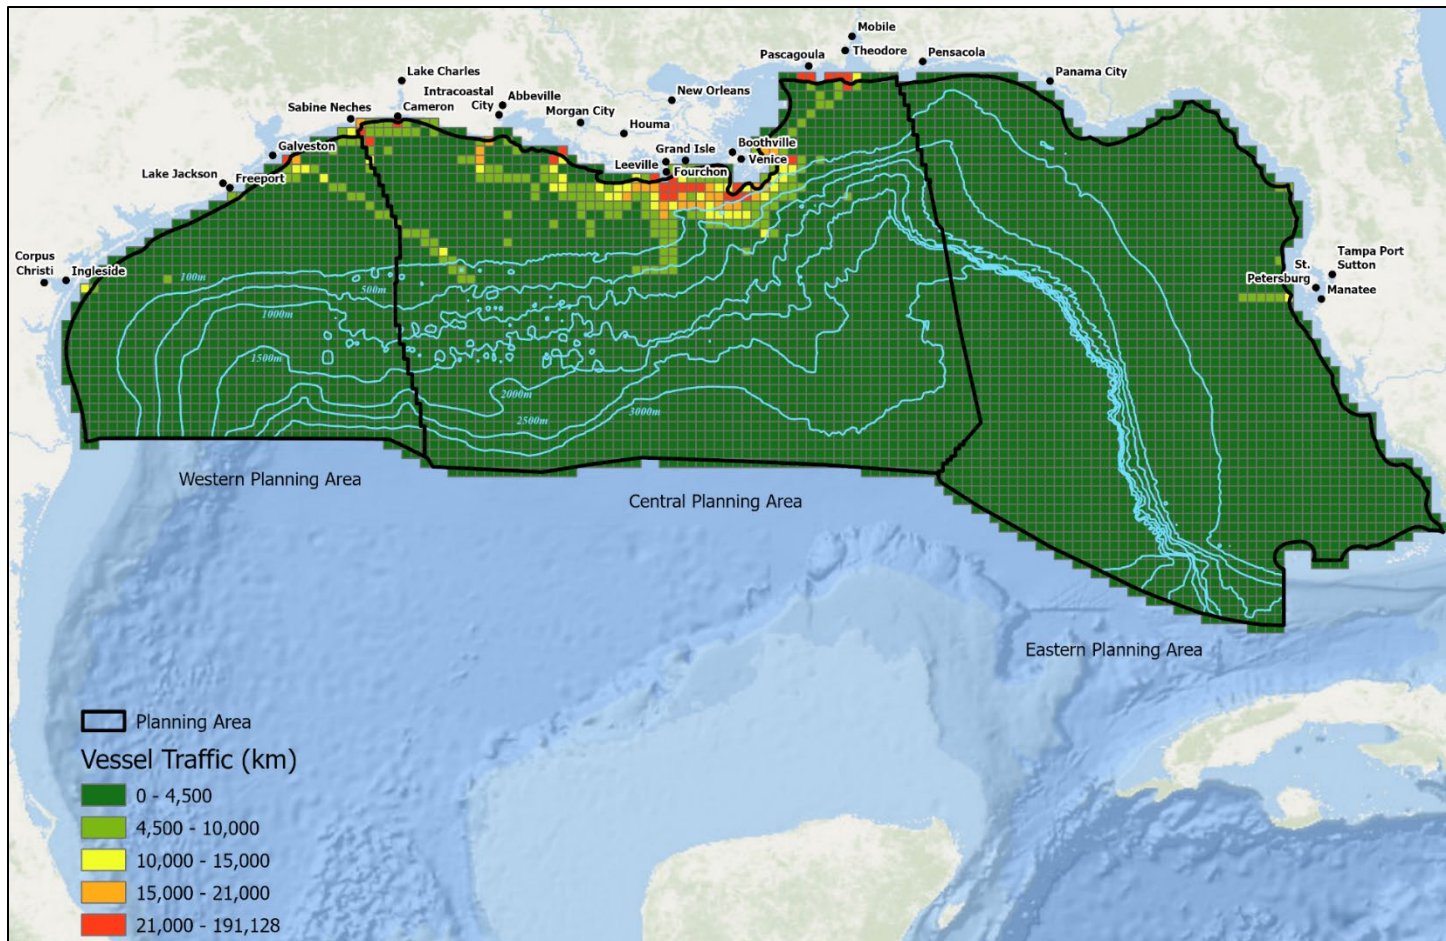 Mobile
Theodore
Pascagoula
Pensacola
Panama City
Lake Charles
Intracoastal
City
Abbeville
New Orleans
Sabine Neches
Cameron
Morgan City
Houma
Boothville
Galveston
Grand Isle
Leeville
Venice
Fourchon
Lake Jackson
Freeport
Corpus
Christi
Ingleside
Tampa Port
Sutton
St.
Petersburg
Manatee
100m
500m
1000m
1500m
2000m
2500m
3000m
Western Planning Area
Central Planning Area
Eastern Planning Area
Planning Area
Vessel Traffic (km)
0 - 4,500
4,500 - 10,000
10,000 - 15,000
15,000 - 21,000
21,000 - 191,128